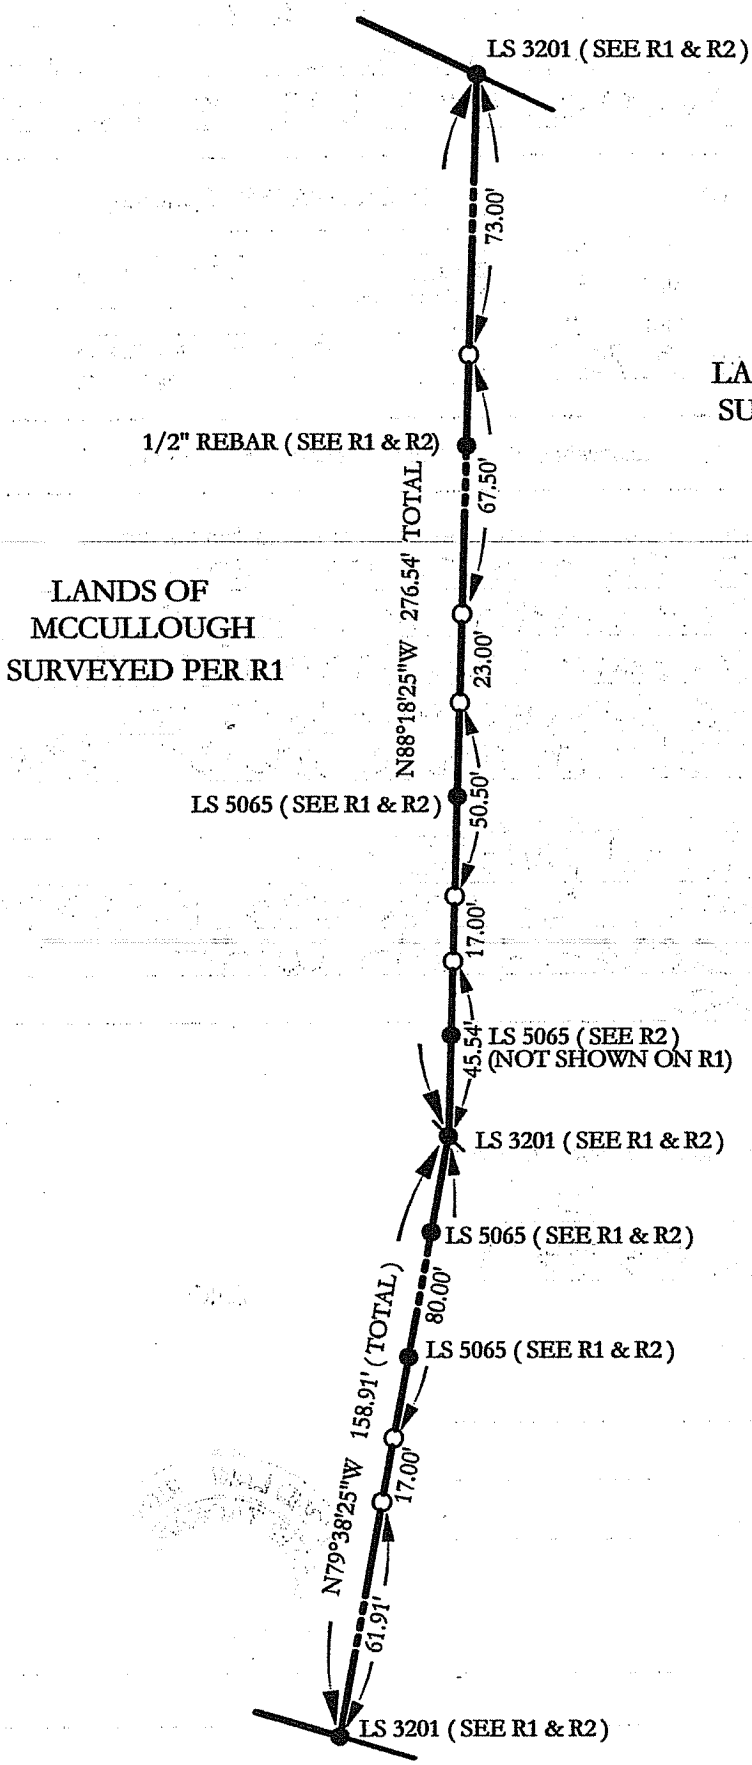 LS 3201 ( SEE R1 & R2 )
73.00'
LA
SU
1/2" REBAR ( SEE R1 & R2)
67.50'
N88°18'25"W 276.54' TOTAL
LANDS OF
MCCULLOUGH
SURVEYED PER R1
23.00'
LS 5065 ( SEE R1 & R2 )
50.50'
17.00'
LS 5065 ( SEE R2 )
(NOT SHOWN ON R1)
45.54'
LS 3201 ( SEE R1 & R2 )
LS 5065 ( SEE R1 & R2 )
80.00'
N79°38'25"W 158.91' ( TOTAL )
LS 5065 ( SEE R1 & R2 )
17.00'
61.91'
LS 3201 ( SEE R1 & R2 )